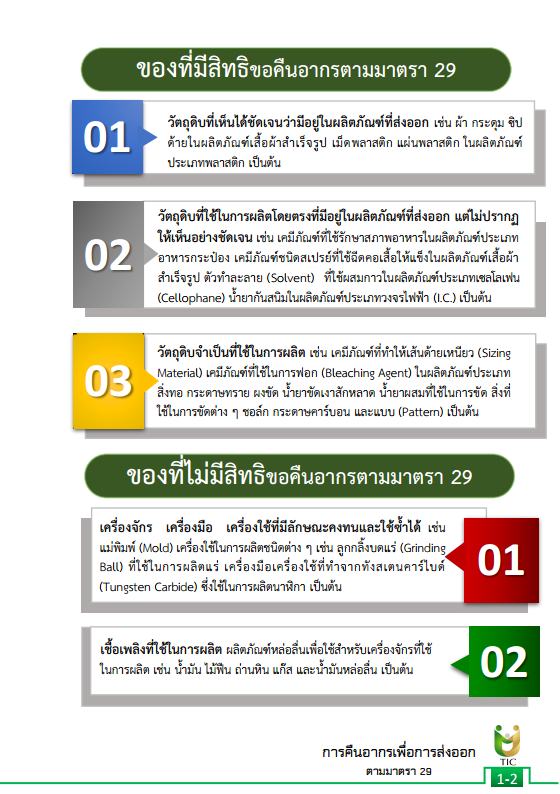 ของที่มีสิทธิขอคืนอากรตามมาตรา 29
01
วัตถุดิบที่เห็นได้ชัดเจนว่ามีอยู่ในผลิตภัณฑ์ที่ส่งออก เช่น ผ้า กระดุม ซิป
ด้ายในผลิตภัณฑ์เสื้อผ้าสำเร็จรูป เม็ดพลาสติก แผ่นพลาสติก ในผลิตภัณฑ์
ประเภทพลาสติก เป็นต้น
02
วัตถุดิบที่ใช้ในการผลิตโดยตรงที่มีอยู่ในผลิตภัณฑ์ที่ส่งออก แต่ไม่ปรากฏ
ให้เห็นอย่างชัดเจน เช่น เคมีภัณฑ์ที่ใช้รักษาสภาพอาหารในผลิตภัณฑ์ประเภท
อาหารกระป๋อง เคมีภัณฑ์ชนิดสเปรย์ที่ใช้ฉีดคอเสื้อให้แข็งในผลิตภัณฑ์เสื้อผ้า
สำเร็จรูป ตัวทำละลาย (Solvent) ที่ใช้ผสมกาวในผลิตภัณฑ์ประเภทเซลโลเฟน
(Cellophane) น้ำยากันสนิมในผลิตภัณฑ์ประเภทวงจรไฟฟ้า (I.C.) เป็นต้น
03
วัตถุดิบจำเป็นที่ใช้ในการผลิต เช่น เคมีภัณฑ์ที่ทำให้เส้นด้ายเหนียว (Sizing
Material) เคมีภัณฑ์ที่ใช้ในการฟอก (Bleaching Agent) ในผลิตภัณฑ์ประเภท
สิ่งทอ กระดาษทราย ผงขัด น้ำยาขัดเงาสักหลาด น้ำยาผสมที่ใช้ในการขัด สิ่งที่
ใช้ในการขัดต่าง ๆ ชอล์ก กระดาษคาร์บอน และแบบ (Pattern) เป็นต้น
ของที่ไม่มีสิทธิขอคืนอากรตามมาตรา 29
เครื่องจักร เครื่องมือ เครื่องใช้ที่มีลักษณะคงทนและใช้ซ้ำได้ เช่น
แม่พิมพ์ (Mold) เครื่องใช้ในการผลิตชนิดต่าง ๆ เช่น ลูกกลิ้งบดแร่ (Grinding
Ball) ที่ใช้ในการผลิตแร่ เครื่องมือเครื่องใช้ที่ทำจากทังสเตนคาร์ไบด์
(Tungsten Carbide) ซึ่งใช้ในการผลิตนาฬิกา เป็นต้น
01
เชื้อเพลิงที่ใช้ในการผลิต ผลิตภัณฑ์หล่อลื่นเพื่อใช้สำหรับเครื่องจักรที่ใช้
ในการผลิต เช่น น้ำมัน ไม้ฟืน ถ่านหิน แก๊ส และน้ำมันหล่อลื่น เป็นต้น
02
การคืนอากรเพื่อการส่งออก
ตามมาตรา 29
TIC
1-2